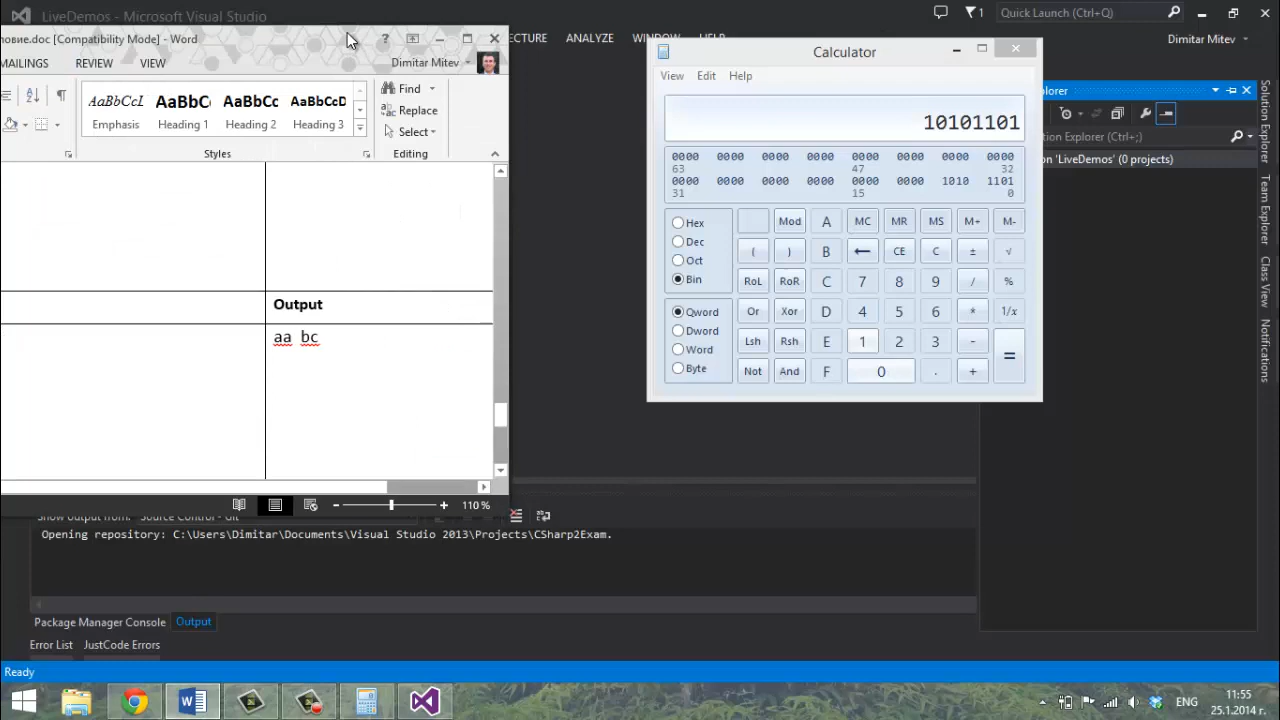 LiveDemos - Microsoft Visual Studio
1
Quick Launch (Ctrl+Q)
ECTURE ANALYZE WINDOW HELP
Dimitar Mitev
ловие.doc [Compatibility Mode] - Word
?
MAILINGS REVIEW VIEW
Dimitar Mitev
AaBbCcI AaBbC AaBbCc AaBbCcD
Emphasis Heading 1 Heading 2 Heading 3
Styles
Find
Replace
Select
Editing
Output
aa bc
110 %
Calculator
View Edit Help
10101101
0000 0000 0000 0000 0000 0000 0000 0000
63 47 32
0000 0000 0000 0000 0000 0000 1010 1101
31 15 0
Hex
Dec
Oct
Bin
Qword
Dword
Word
Byte
Mod A MC MR MS M+ M-
( ) B ← CE C ± √
RoL RoR C 7 8 9 / %
Or Xor D 4 5 6 * 1/x
Lsh Rsh E 1 2 3 - =
Not And F 0 . +
plorer
tion Explorer (Ctrl+;)
on 'LiveDemos' (0 projects)
Solution Explorer
Team Explorer
Class View
Properties
Notifications
Show output from: Source Control - Git
Opening repository: C:\Users\Dimitar\Documents\Visual Studio 2013\Projects\CSharp2Exam.
Package Manager Console Output
Error List JustCode Errors
Ready
ENG
11:55
25.1.2014 г.